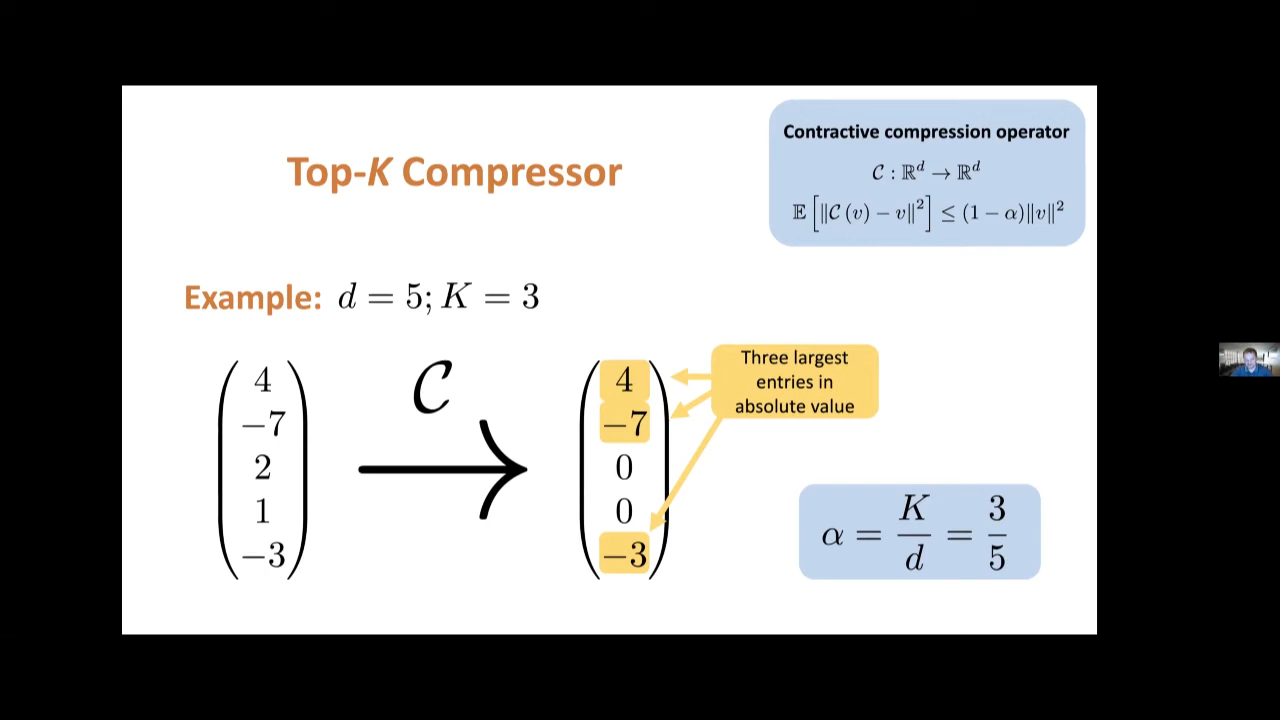 Contractive compression operator
𝒞 : ℝ^d → ℝ^d
𝔼 [‖𝒞 (v) − v‖²] ≤ (1 − α)‖v‖²
Top-K Compressor
Example: d = 5; K = 3
4
−7
2
1
−3
𝒞
4
−7
0
0
−3
Three largest
entries in
absolute value
α = K/d = 3/5